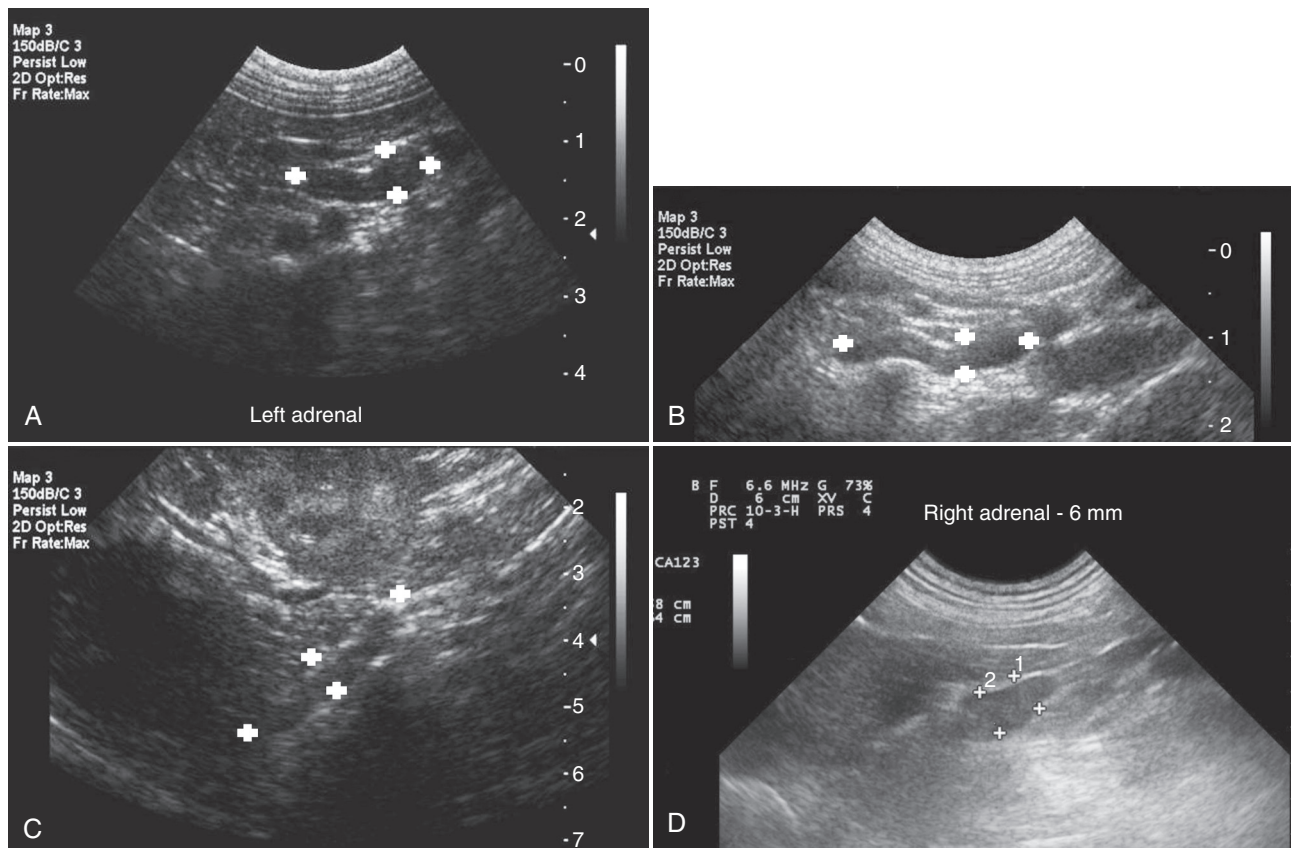 Map 3
150dB/C 3
Persist Low
2D Opt:Res
Fr Rate:Max
-0
-1
-2
-3
-4
A
Left adrenal
Map 3
150dB/C 3
Persist Low
2D Opt:Res
Fr Rate:Max
-0
-1
-2
B
Map 3
150dB/C 3
Persist Low
2D Opt:Res
Fr Rate:Max
-2
-3
-4
-5
-6
-7
C
B F 6.6 MHz G 73%
D 6 cm XV C
PRC 10-3-H PRS 4
PST 4
Right adrenal - 6 mm
CA123
8 cm
4 cm
1
2
D